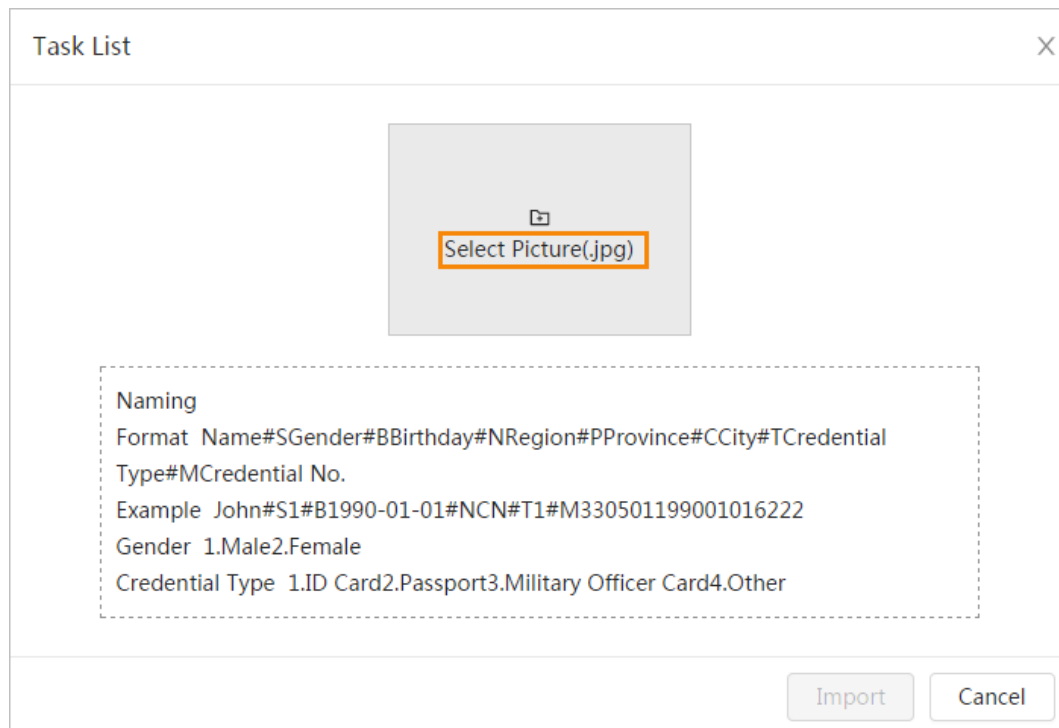 Task List
Select Picture(.jpg)
Naming
Format  Name#SGender#BBirthday#NRegion#PProvince#CCity#TCredential
Type#MCredential No.
Example  John#S1#B1990-01-01#NCN#T1#M330501199001016222
Gender  1.Male2.Female
Credential Type  1.ID Card2.Passport3.Military Officer Card4.Other
Import
Cancel